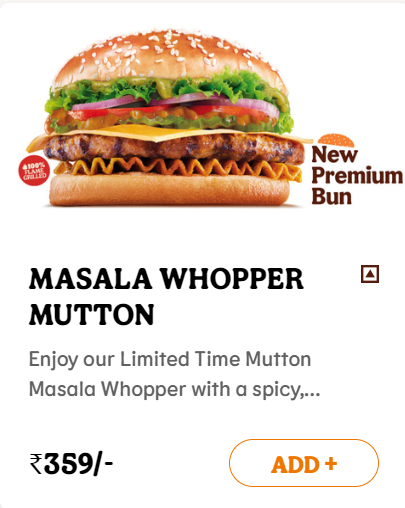 100%
FLAME
GRILLED
New
Premium
Bun
MASALA WHOPPER
MUTTON
Enjoy our Limited Time Mutton
Masala Whopper with a spicy,...
₹359/-
ADD +